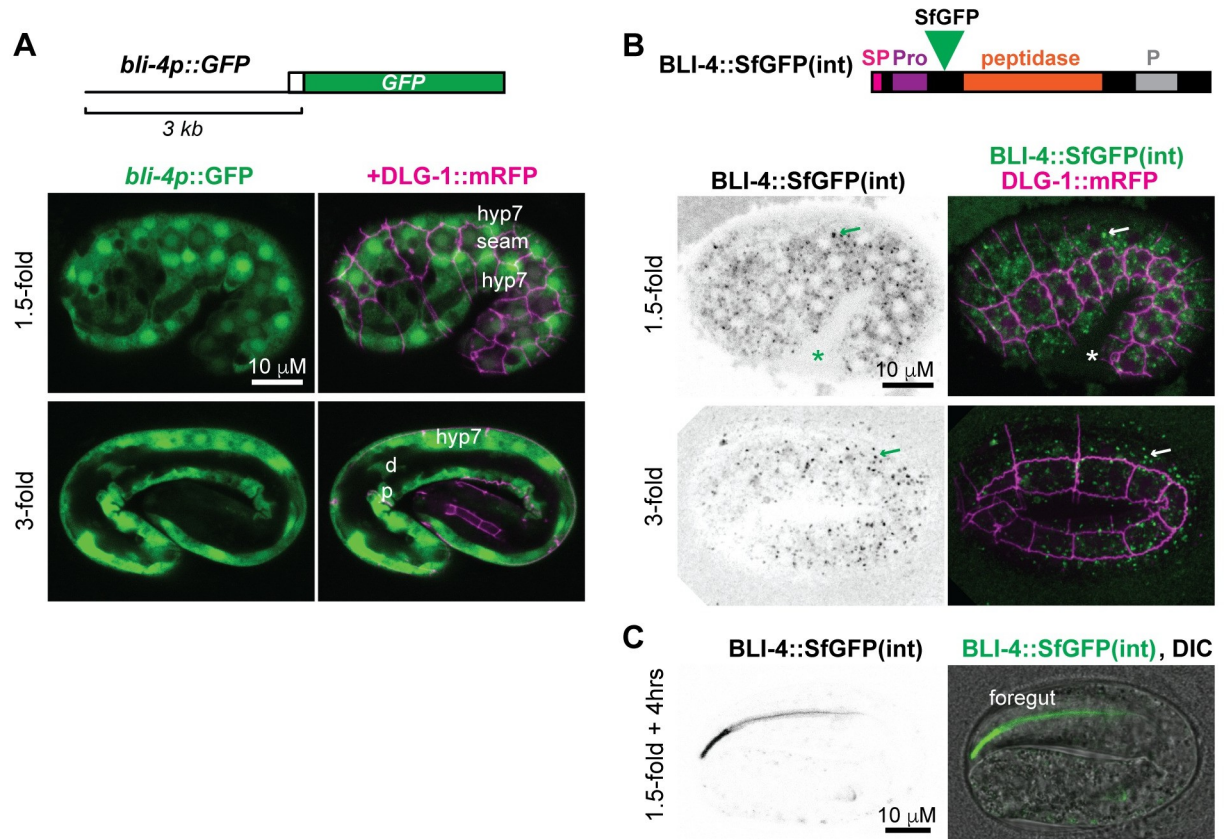 A
bli-4p::GFP
GFP
3 kb
bli-4p::GFP
+DLG-1::mRFP
1.5-fold
hyp7
seam
hyp7
10 μM
3-fold
hyp7
d
p
B
SfGFP
BLI-4::SfGFP(int)
SP Pro peptidase P
BLI-4::SfGFP(int)
BLI-4::SfGFP(int)
DLG-1::mRFP
1.5-fold
*
10 μM
*
3-fold
C
BLI-4::SfGFP(int)
BLI-4::SfGFP(int), DIC
1.5-fold + 4hrs
foregut
10 μM